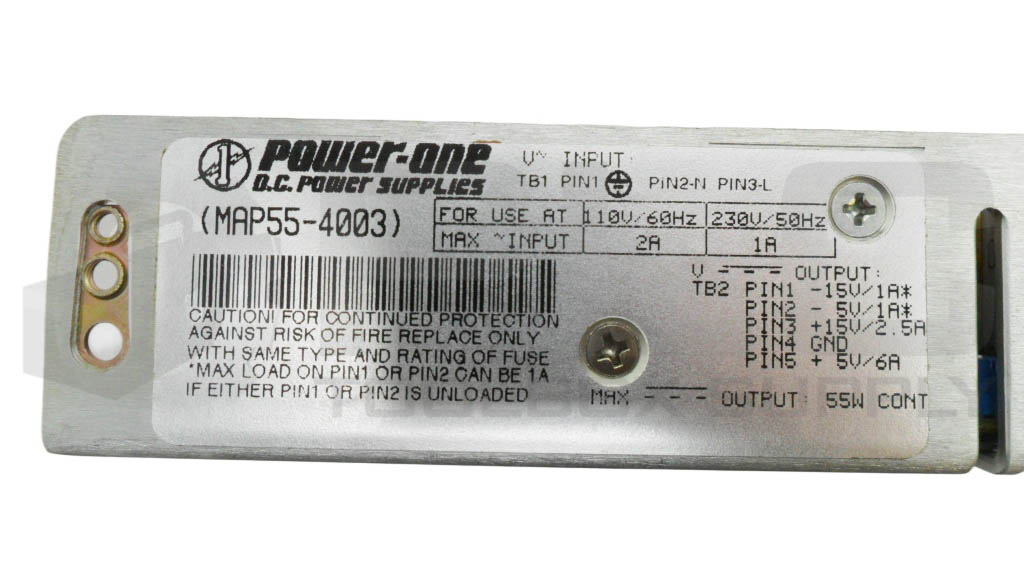 POWER-ONE
D.C. POWER SUPPLIES
(MAP55-4003)
V~ INPUT:
TB1 PIN1 ⏚ PiN2-N PIN3-L
FOR USE AT 110V/60Hz 230V/50Hz
MAX ~INPUT 2A 1A
V - - - OUTPUT:
TB2 PIN1 -15V/1A*
PIN2 - 5V/1A*
PIN3 +15V/2.5A
PIN4 GND
PIN5 + 5V/6A
MAX - - - OUTPUT: 55W CONT
CAUTION! FOR CONTINUED PROTECTION
AGAINST RISK OF FIRE REPLACE ONLY
WITH SAME TYPE AND RATING OF FUSE
*MAX LOAD ON PIN1 OR PIN2 CAN BE 1A
IF EITHER PIN1 OR PIN2 IS UNLOADED
TOOLBOX SUPPLY